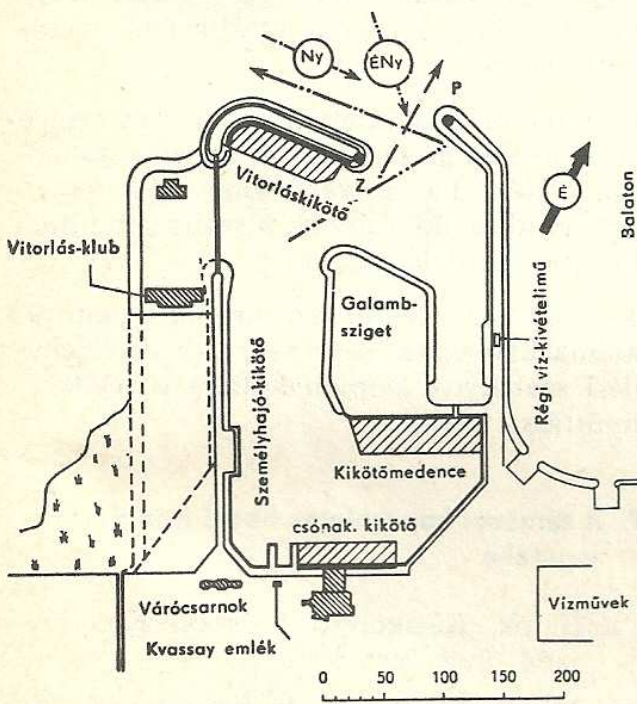 Ny
ÉNy
P
É
Balaton
Vitorláskikötő
Z
Vitorlás-klub
Galamb-
sziget
Személyhajó-kikötő
Régi víz-kivételimű
Kikötőmedence
csónak. kikötő
Várócsarnok
Kvassay emlék
Vízművek
0 50 100 150 200